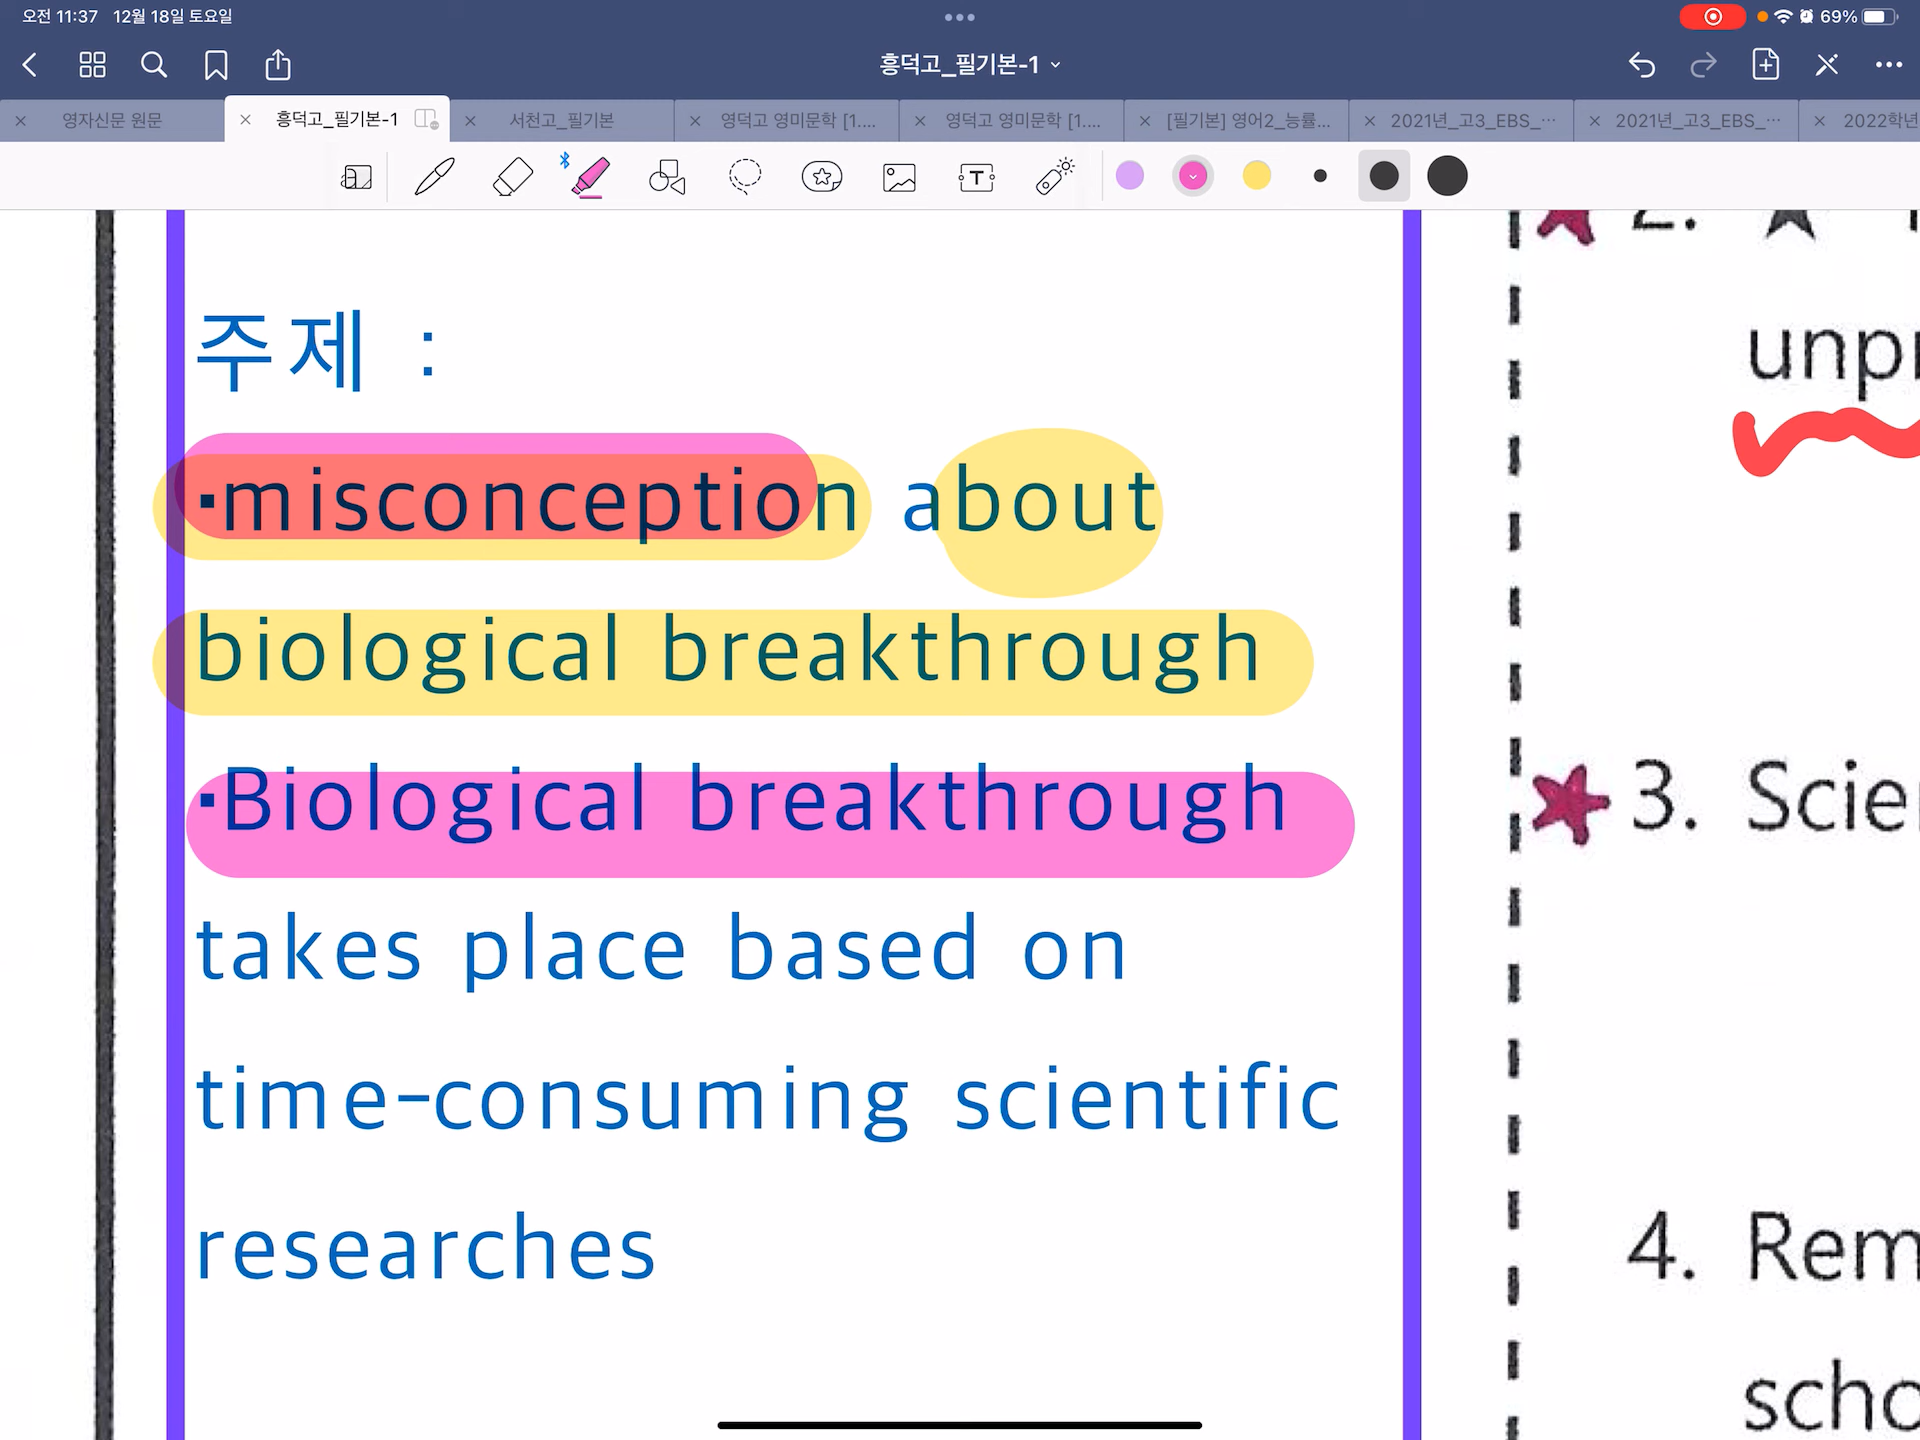 오전 11:37 12월 18일 토요일
69%
흥덕고_필기본-1
영자신문 원문
흥덕고_필기본-1
서천고_필기본
영덕고 영미문학 [1....
영덕고 영미문학 [1....
[필기본] 영어2_능률...
2021년_고3_EBS_...
2021년_고3_EBS_...
2022학년
주제 :
▪misconception about
biological breakthrough
▪Biological breakthrough
takes place based on
time-consuming scientific
researches
2. ★
unpr
3. Scie
4. Rem
scho